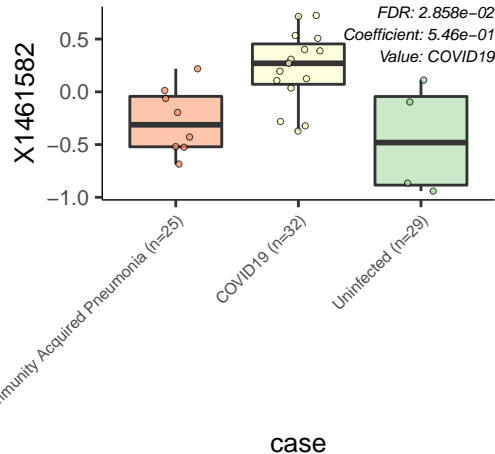 FDR: 2.858e−02
Coefficient: 5.46e−01
Value: COVID19
X1461582
0.5
0.0
−0.5
−1.0
Acquired Pneumonia (n=25)
COVID19 (n=32)
Uninfected (n=29)
case